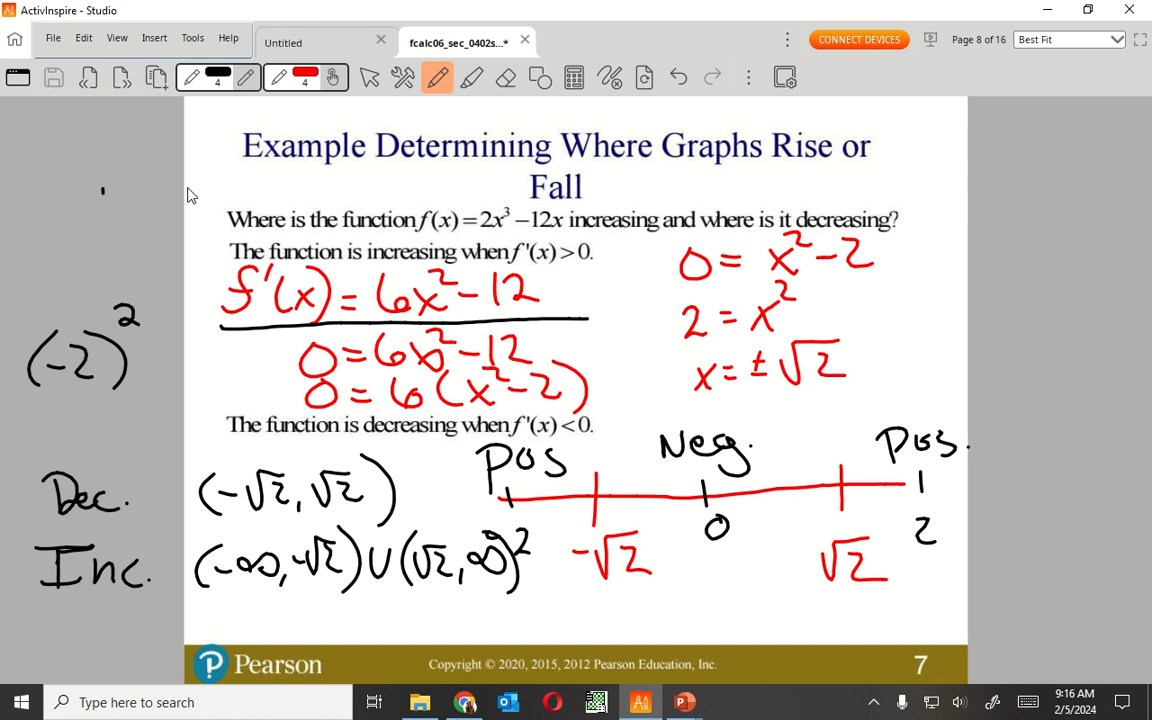 ActivInspire - Studio
File Edit View Insert Tools Help
Untitled
fcalc06_sec_0402s...*
CONNECT DEVICES
Page 8 of 16
Best Fit
4
4
Example Determining Where Graphs Rise or
Fall
Where is the function f(x) = 2x³ − 12x increasing and where is it decreasing?
The function is increasing when f'(x) > 0.
f'(x) = 6x² − 12
0 = 6x² − 12
0 = 6(x² − 2)
0 = x² − 2
2 = x²
x = ± √2
(-2)²
The function is decreasing when f'(x) < 0.
Pos Neg. Pos.
-√2 0 √2 2
Dec. (-√2, √2)
Inc. (-∞, -√2) ∪ (√2, ∞)
2
Pearson
Copyright © 2020, 2015, 2012 Pearson Education, Inc.
7
Type here to search
9:16 AM
2/5/2024